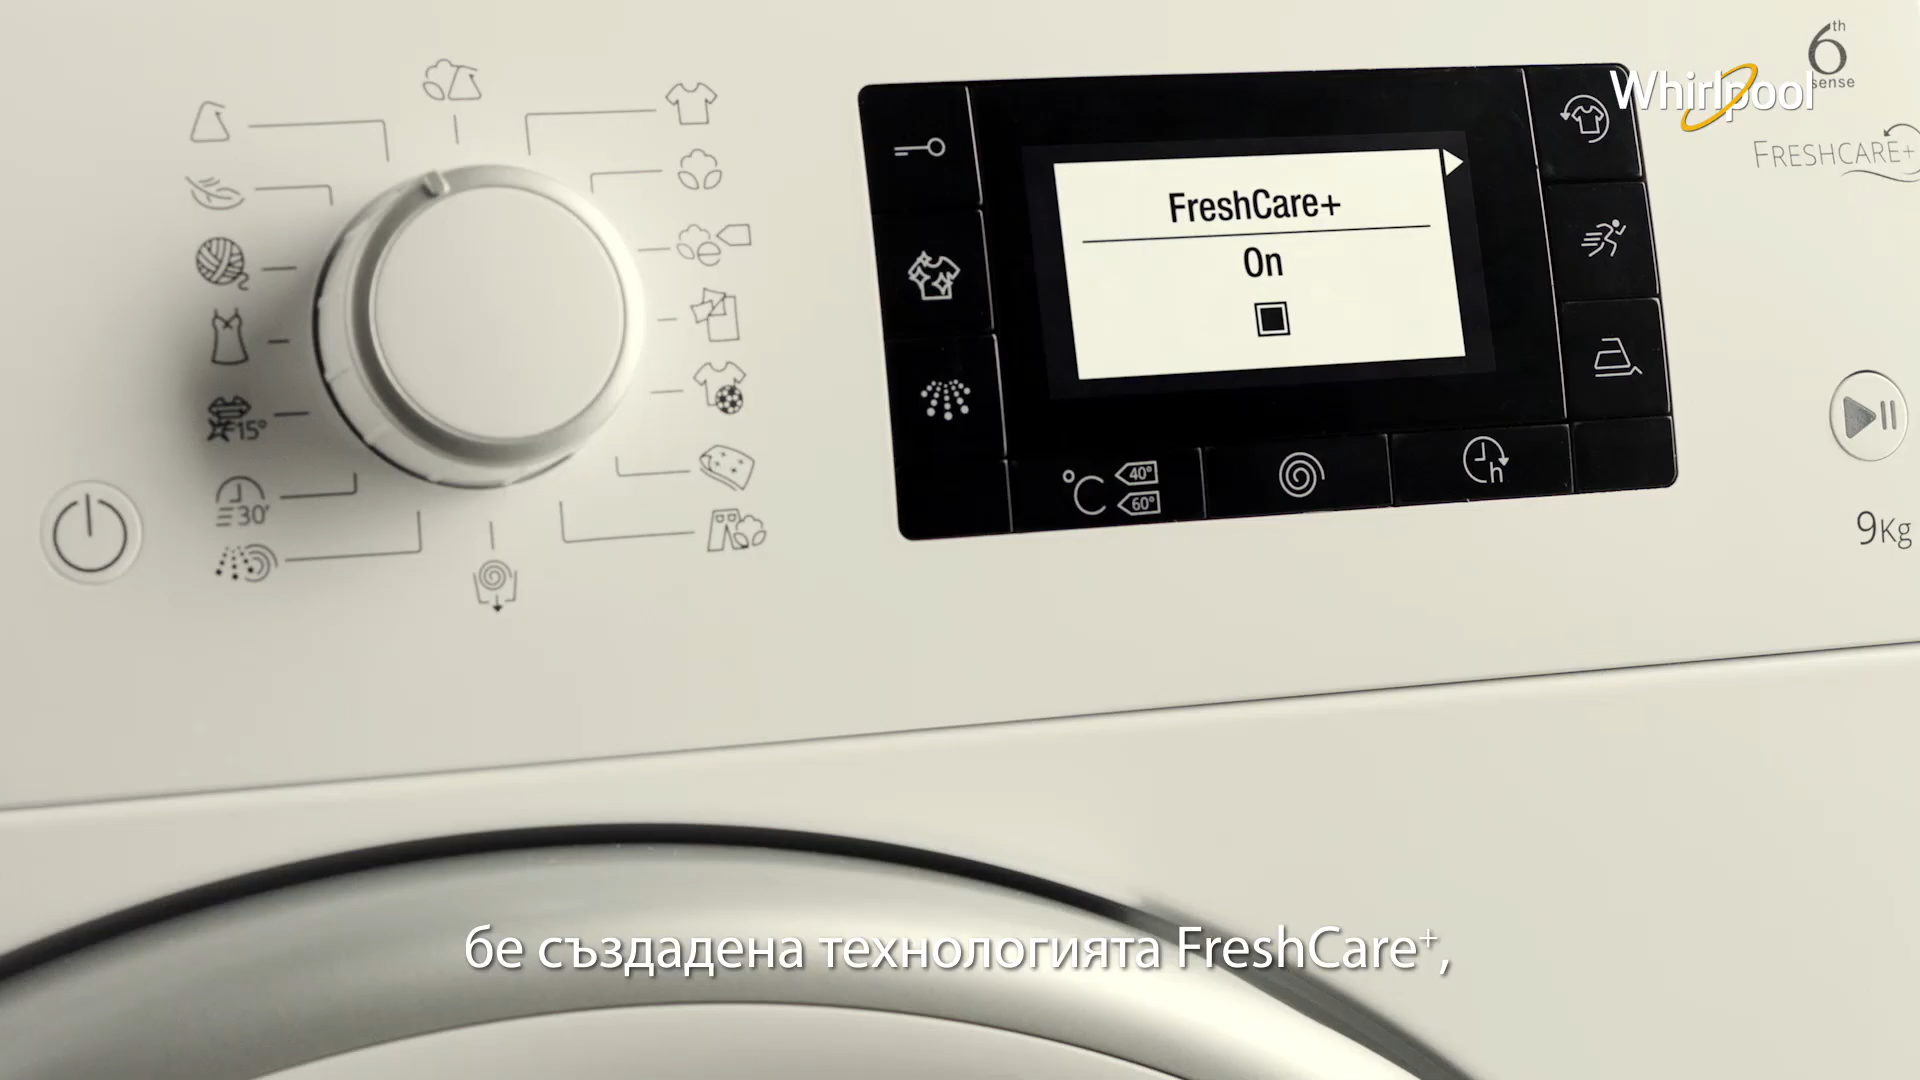 6th
sense
Whirlpool
FRESHCARE+
FreshCare+
On
15°
30'
e
°C 40°
60°
h
9Kg
бе създадена технологията FreshCare+,